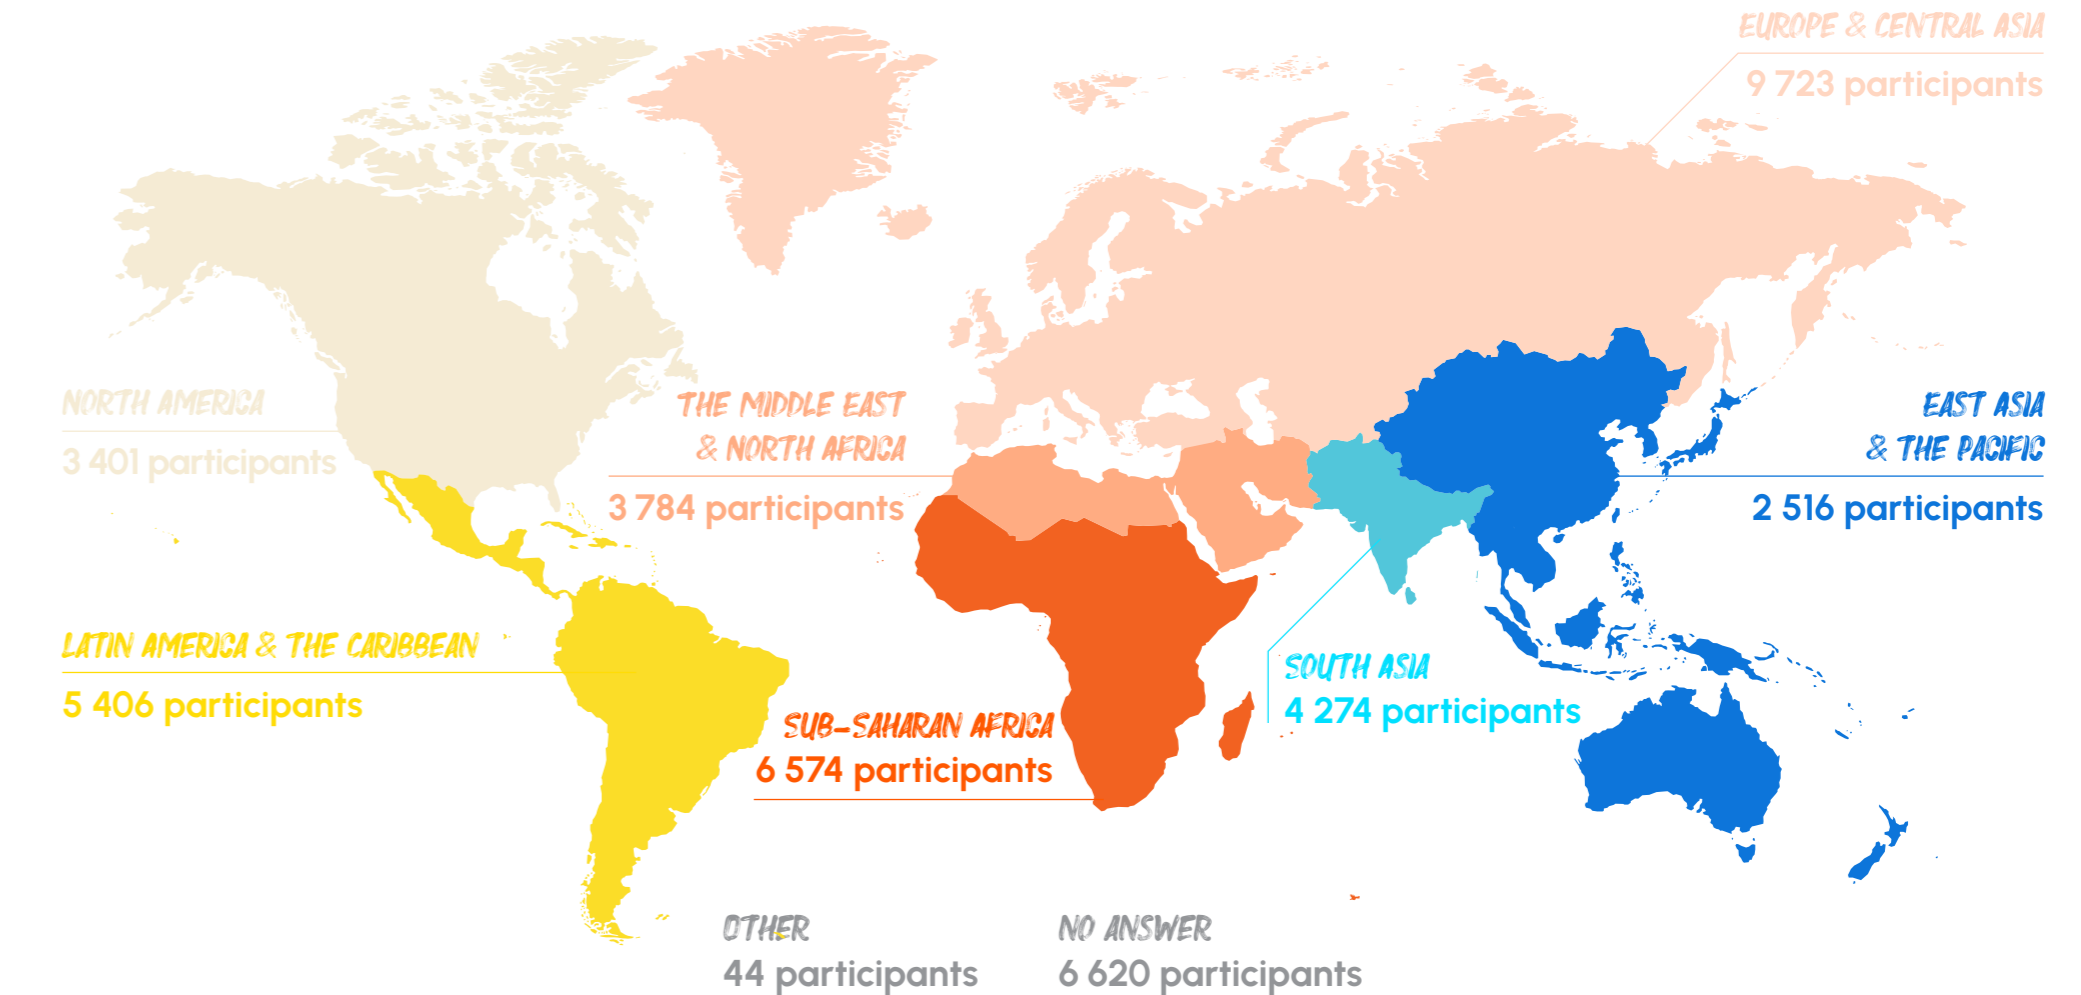 EUROPE & CENTRAL ASIA
9 723 participants
NORTH AMERICA
3 401 participants
THE MIDDLE EAST
& NORTH AFRICA
3 784 participants
EAST ASIA
& THE PACIFIC
2 516 participants
LATIN AMERICA & THE CARIBBEAN
5 406 participants
SOUTH ASIA
4 274 participants
SUB-SAHARAN AFRICA
6 574 participants
OTHER
44 participants
NO ANSWER
6 620 participants